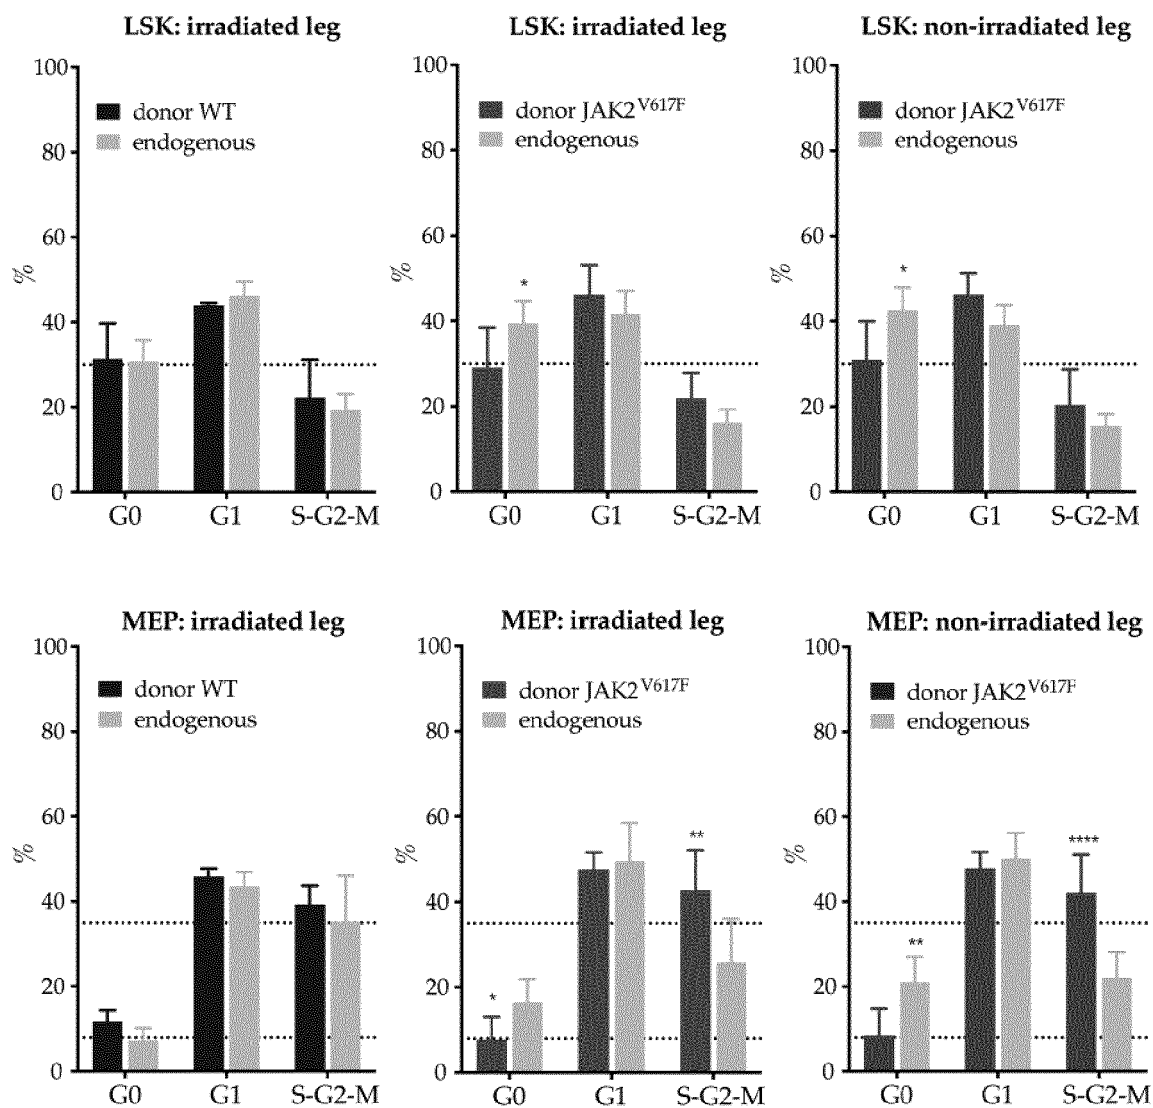 LSK: irradiated leg
100
80
60
40
20
0
%
donor WT
endogenous
G0 G1 S-G2-M
LSK: irradiated leg
100
80
60
40
20
0
%
donor JAK2V617F
endogenous
*
G0 G1 S-G2-M
LSK: non-irradiated leg
100
80
60
40
20
0
%
donor JAK2V617F
endogenous
*
G0 G1 S-G2-M
MEP: irradiated leg
100
80
60
40
20
0
%
donor WT
endogenous
G0 G1 S-G2-M
MEP: irradiated leg
100
80
60
40
20
0
%
donor JAK2V617F
endogenous
**
*
G0 G1 S-G2-M
MEP: non-irradiated leg
100
80
60
40
20
0
%
donor JAK2V617F
endogenous
****
**
G0 G1 S-G2-M